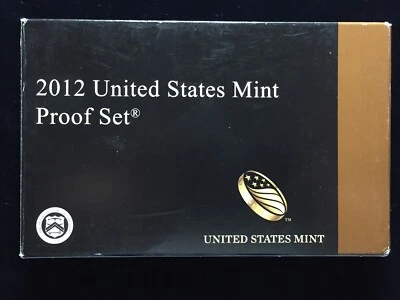 2012 United States Mint
Proof Set®
TM
UNITED STATES MINT